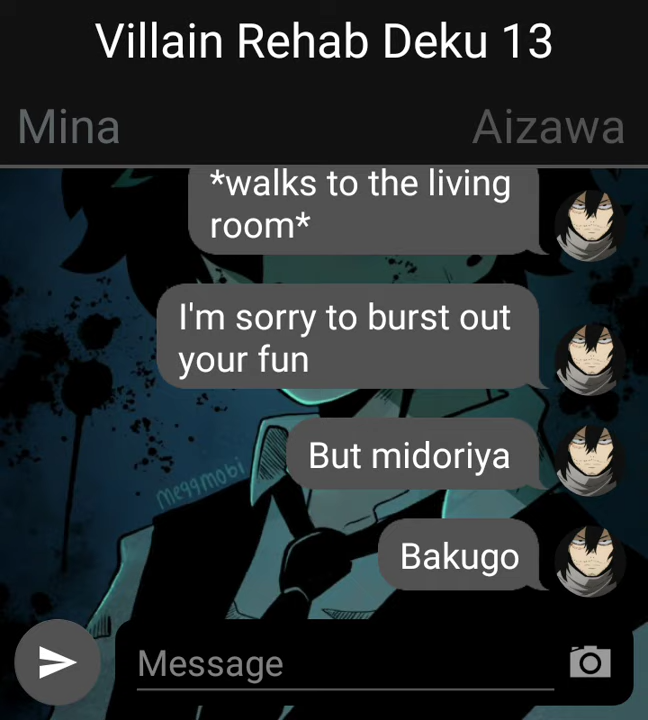 Villain Rehab Deku 13
Mina
Aizawa
*walks to the living
room*
I'm sorry to burst out
your fun
But midoriya
meggmobi
Bakugo
Message